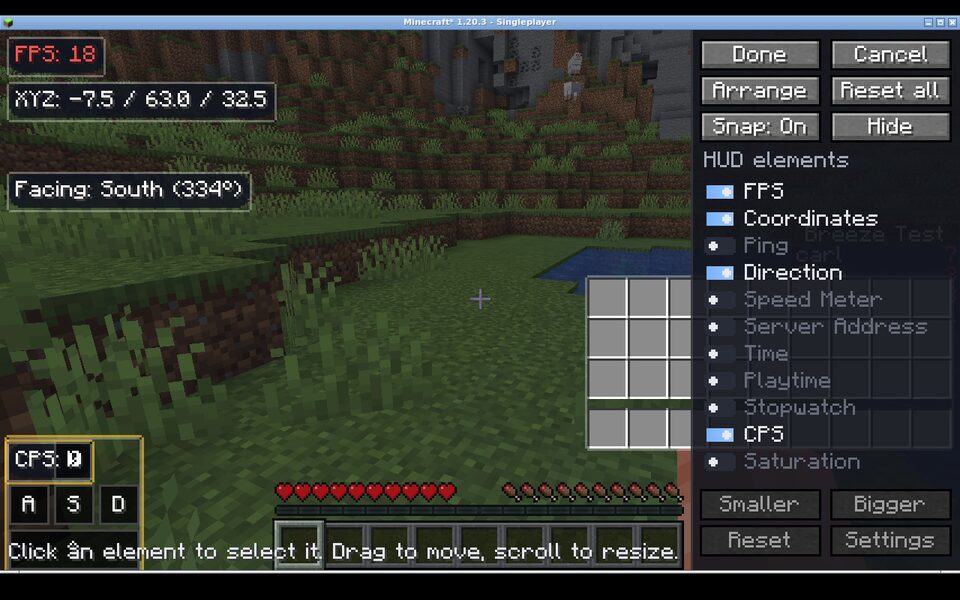 Minecraft* 1.20.3 - Singleplayer
FPS: 18
XYZ: -7.5 / 63.0 / 32.5
Facing: South (334°)
CPS: 0
A S D
Click an element to select it. Drag to move, scroll to resize.
Done Cancel
Arrange Reset all
Snap: On Hide
HUD elements
FPS
Coordinates
Ping
Breeze Test
carl
Direction
Speed Meter
Server Address
Time
Playtime
Stopwatch
CPS
Saturation
Smaller Bigger
Reset Settings